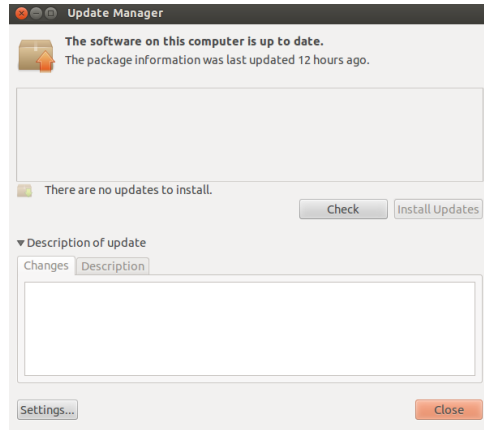 Update Manager
The software on this computer is up to date.
The package information was last updated 12 hours ago.
There are no updates to install.
Check Install Updates
Description of update
Changes Description
Settings... Close